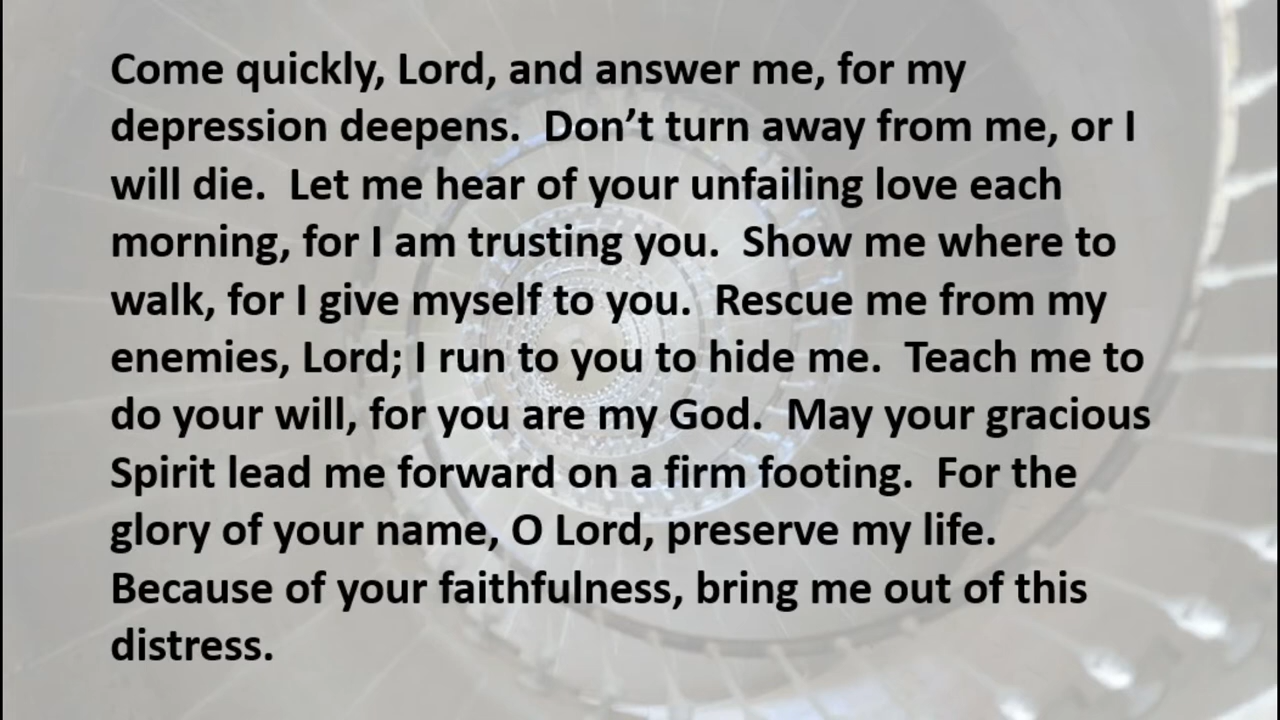 Come quickly, Lord, and answer me, for my
depression deepens.  Don’t turn away from me, or I
will die.  Let me hear of your unfailing love each
morning, for I am trusting you.  Show me where to
walk, for I give myself to you.  Rescue me from my
enemies, Lord; I run to you to hide me.  Teach me to
do your will, for you are my God.  May your gracious
Spirit lead me forward on a firm footing.  For the
glory of your name, O Lord, preserve my life.
Because of your faithfulness, bring me out of this
distress.